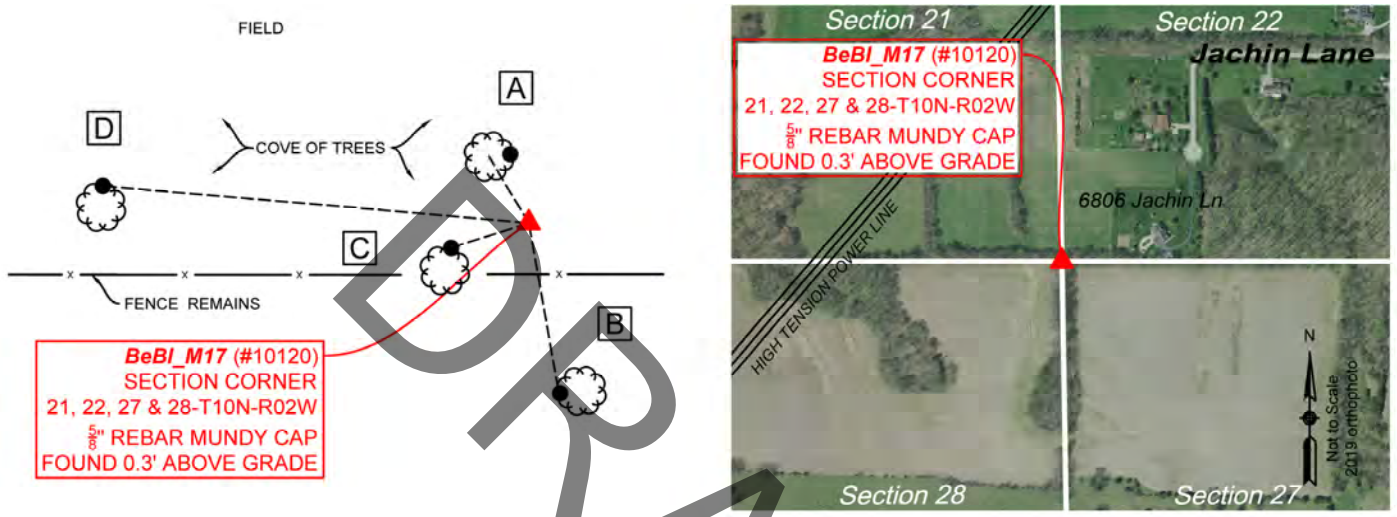 FIELD
A
D
COVE OF TREES
C
x x x x
FENCE REMAINS
B
BeBI_M17 (#10120)
SECTION CORNER
21, 22, 27 & 28-T10N-R02W
5/8" REBAR MUNDY CAP
FOUND 0.3' ABOVE GRADE
DRA
Section 21
Section 22
BeBI_M17 (#10120)
SECTION CORNER
21, 22, 27 & 28-T10N-R02W
5/8" REBAR MUNDY CAP
FOUND 0.3' ABOVE GRADE
Jachin Lane
6806 Jachin Ln
HIGH TENSION POWER LINE
N
Not to Scale
2019 orthophoto
Section 28
Section 27